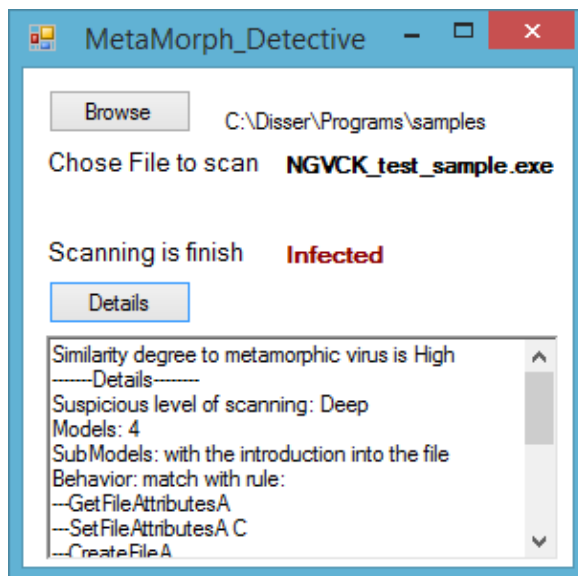 MetaMorph_Detective
Browse C:\Disser\Programs\samples
Chose File to scan NGVCK_test_sample.exe
Scanning is finish Infected
Details
Similarity degree to metamorphic virus is High
-------Details--------
Suspicious level of scanning: Deep
Models: 4
SubModels: with the introduction into the file
Behavior: match with rule:
---GetFileAttributesA
---SetFileAttributesA C
---CreateFileA